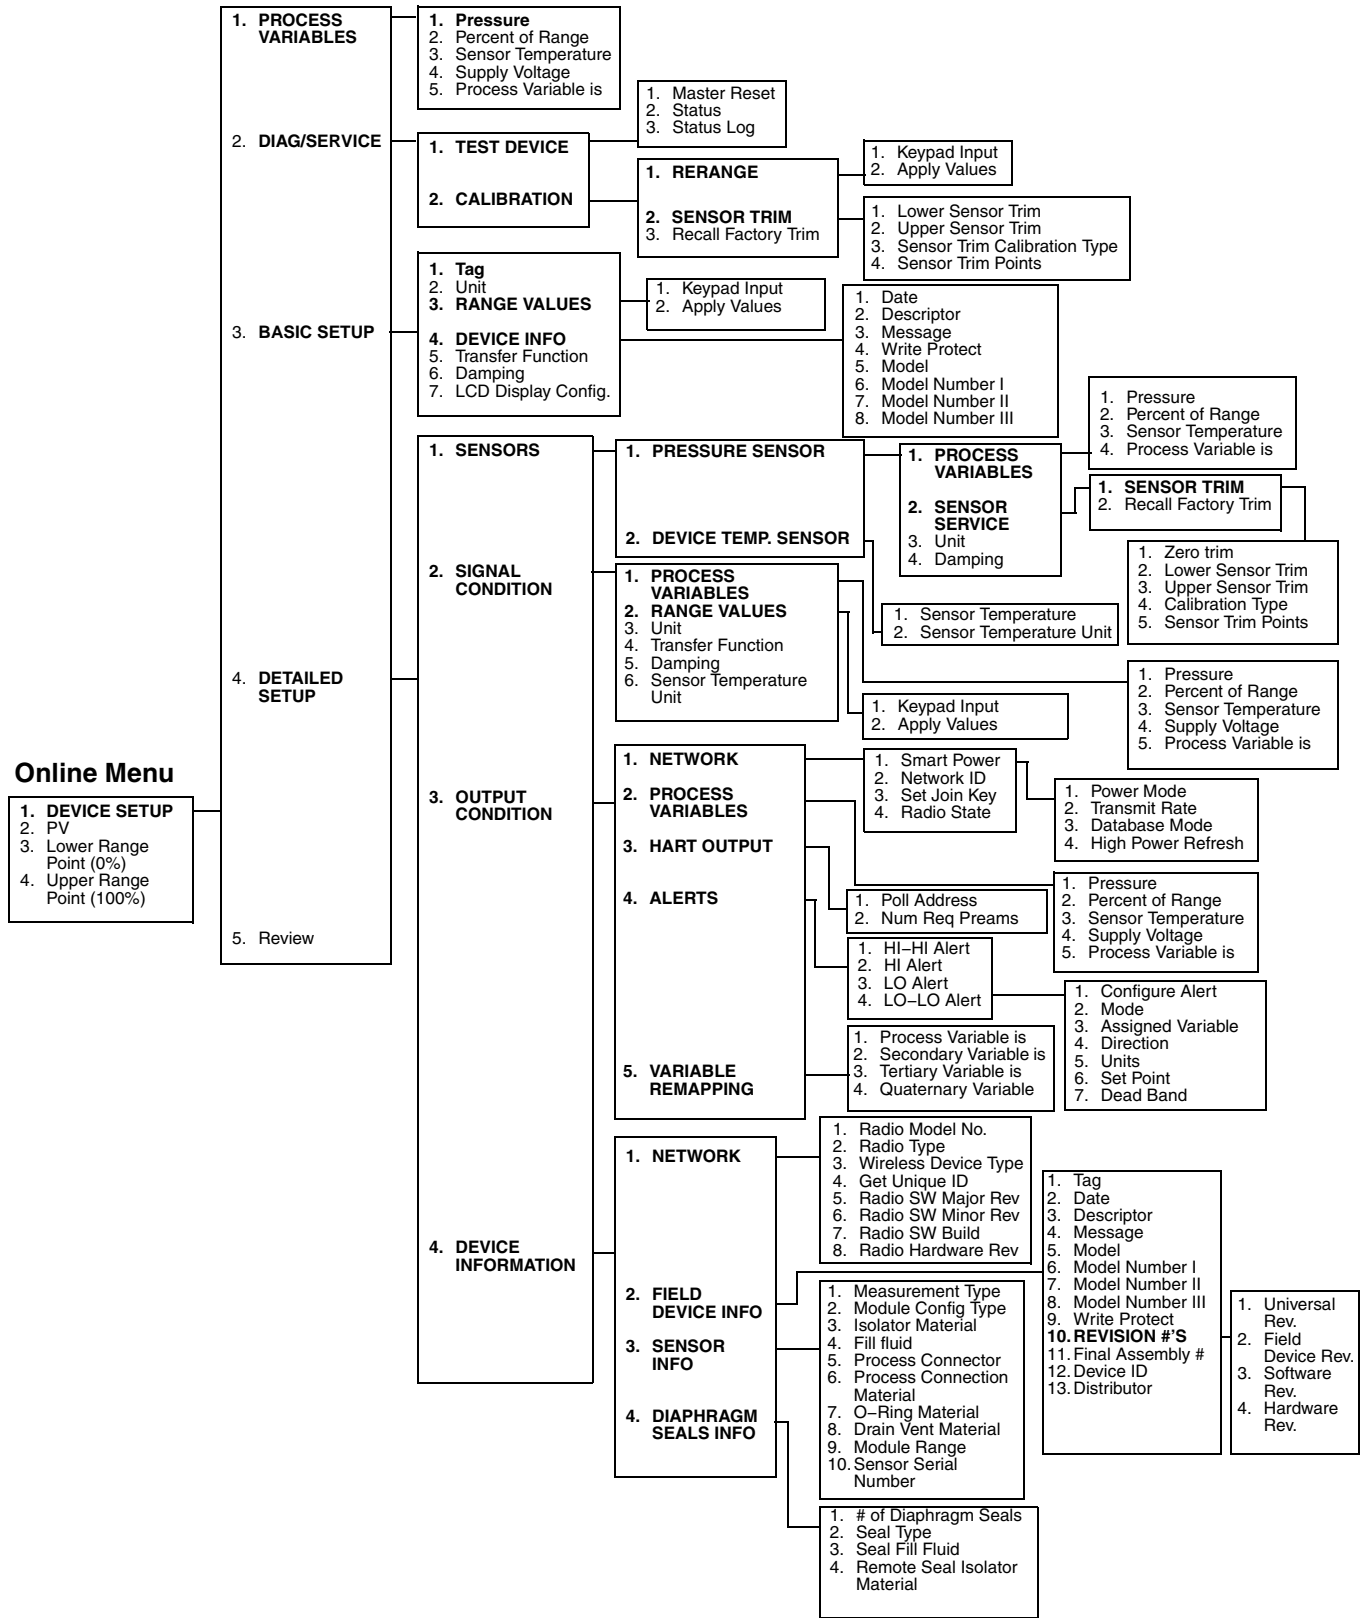 1. PROCESS
VARIABLES
2. DIAG/SERVICE
3. BASIC SETUP
4. DETAILED
SETUP
5. Review
1. Pressure
2. Percent of Range
3. Sensor Temperature
4. Supply Voltage
5. Process Variable is
1. Master Reset
2. Status
3. Status Log
1. TEST DEVICE
2. CALIBRATION
1. RERANGE
2. SENSOR TRIM
3. Recall Factory Trim
1. Keypad Input
2. Apply Values
1. Lower Sensor Trim
2. Upper Sensor Trim
3. Sensor Trim Calibration Type
4. Sensor Trim Points
1. Tag
2. Unit
3. RANGE VALUES
4. DEVICE INFO
5. Transfer Function
6. Damping
7. LCD Display Config.
1. Keypad Input
2. Apply Values
1. Date
2. Descriptor
3. Message
4. Write Protect
5. Model
6. Model Number I
7. Model Number II
8. Model Number III
1. SENSORS
2. SIGNAL
CONDITION
3. OUTPUT
CONDITION
4. DEVICE
INFORMATION
1. PRESSURE SENSOR
2. DEVICE TEMP. SENSOR
1. PROCESS
VARIABLES
2. SENSOR
SERVICE
3. Unit
4. Damping
1. Pressure
2. Percent of Range
3. Sensor Temperature
4. Process Variable is
1. SENSOR TRIM
2. Recall Factory Trim
1. Zero trim
2. Lower Sensor Trim
3. Upper Sensor Trim
4. Calibration Type
5. Sensor Trim Points
1. Sensor Temperature
2. Sensor Temperature Unit
1. PROCESS
VARIABLES
2. RANGE VALUES
3. Unit
4. Transfer Function
5. Damping
6. Sensor Temperature
Unit
1. Pressure
2. Percent of Range
3. Sensor Temperature
4. Supply Voltage
5. Process Variable is
1. Keypad Input
2. Apply Values
Online Menu
1. DEVICE SETUP
2. PV
3. Lower Range
Point (0%)
4. Upper Range
Point (100%)
1. NETWORK
2. PROCESS
VARIABLES
3. HART OUTPUT
4. ALERTS
5. VARIABLE
REMAPPING
1. Smart Power
2. Network ID
3. Set Join Key
4. Radio State
1. Power Mode
2. Transmit Rate
3. Database Mode
4. High Power Refresh
1. Pressure
2. Percent of Range
3. Sensor Temperature
4. Supply Voltage
5. Process Variable is
1. Poll Address
2. Num Req Preams
1. HI–HI Alert
2. HI Alert
3. LO Alert
4. LO–LO Alert
1. Configure Alert
2. Mode
3. Assigned Variable
4. Direction
5. Units
6. Set Point
7. Dead Band
1. Process Variable is
2. Secondary Variable is
3. Tertiary Variable is
4. Quaternary Variable
1. NETWORK
2. FIELD
DEVICE INFO
3. SENSOR
INFO
4. DIAPHRAGM
SEALS INFO
1. Radio Model No.
2. Radio Type
3. Wireless Device Type
4. Get Unique ID
5. Radio SW Major Rev
6. Radio SW Minor Rev
7. Radio SW Build
8. Radio Hardware Rev
1. Tag
2. Date
3. Descriptor
4. Message
5. Model
6. Model Number I
7. Model Number II
8. Model Number III
9. Write Protect
10. REVISION #'S
11. Final Assembly #
12. Device ID
13. Distributor
1. Universal
Rev.
2. Field
Device Rev.
3. Software
Rev.
4. Hardware
Rev.
1. Measurement Type
2. Module Config Type
3. Isolator Material
4. Fill fluid
5. Process Connector
6. Process Connection
Material
7. O–Ring Material
8. Drain Vent Material
9. Module Range
10. Sensor Serial
Number
1. # of Diaphragm Seals
2. Seal Type
3. Seal Fill Fluid
4. Remote Seal Isolator
Material